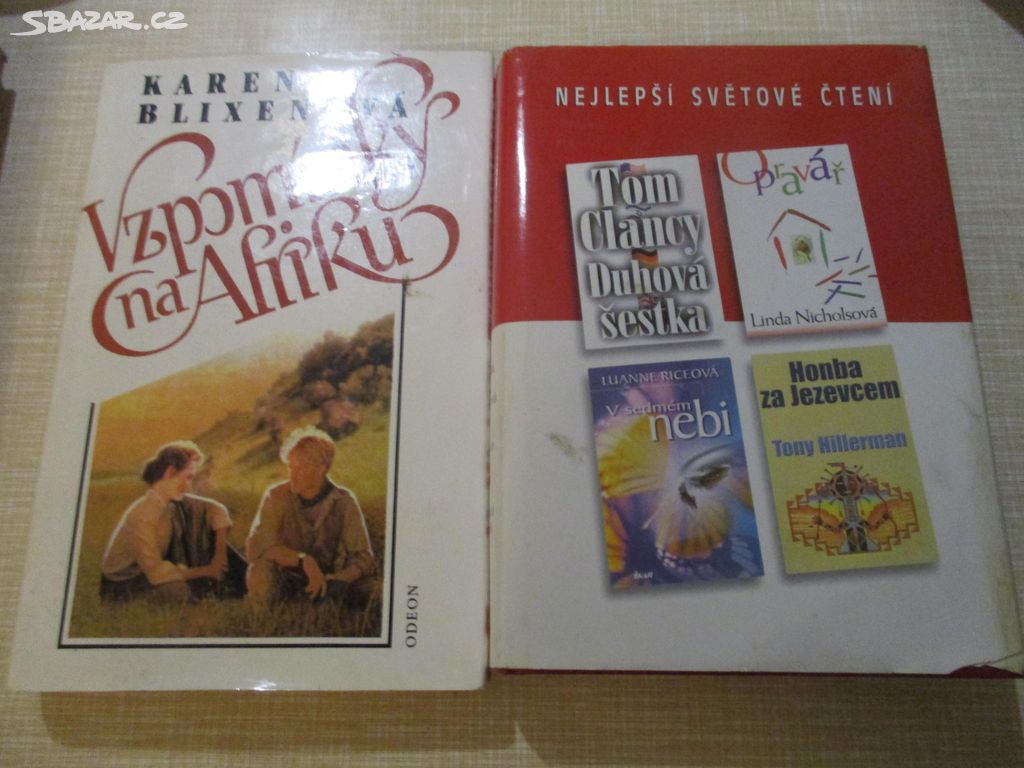 SBAZAR.CZ
KAREN
BLIXENOVÁ
Vzpomínky
na Afriku
ODEON
NEJLEPŠÍ SVĚTOVÉ ČTENÍ
Tom
Clancy
Duhová
šestka
Opravář
Linda Nicholsová
LUANNE RICEOVÁ
V sedmém
nebi
IKAR
Honba
za Jezevcem
Tony Hillerman